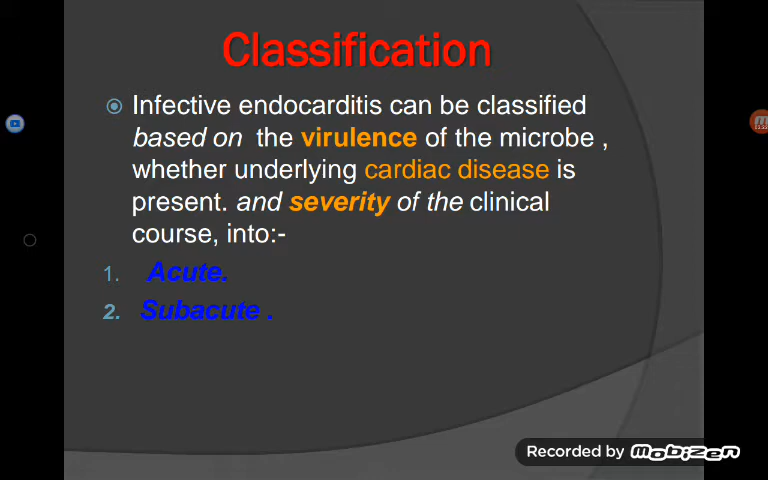 Classification
Infective endocarditis can be classified
based on the virulence of the microbe ,
whether underlying cardiac disease is
present. and severity of the clinical
course, into:-
1. Acute.
2. Subacute .
Recorded by mobizen